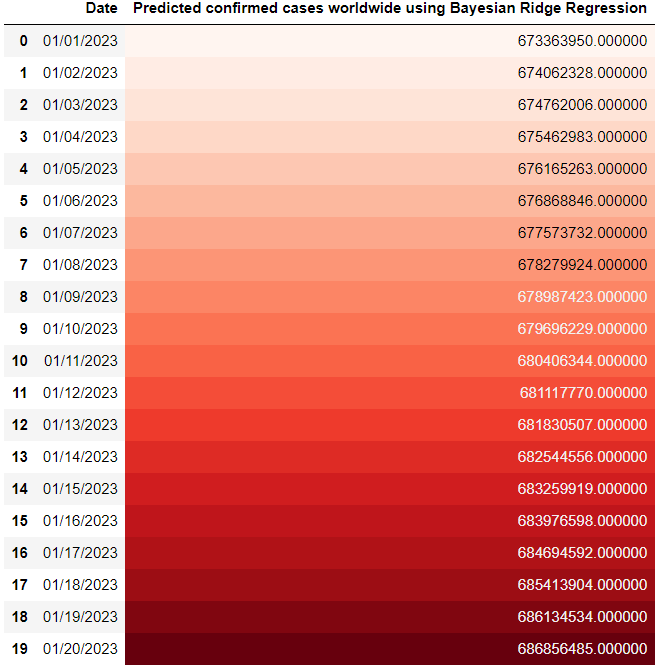 Date Predicted confirmed cases worldwide using Bayesian Ridge Regression
0 01/01/2023 673363950.000000
1 01/02/2023 674062328.000000
2 01/03/2023 674762006.000000
3 01/04/2023 675462983.000000
4 01/05/2023 676165263.000000
5 01/06/2023 676868846.000000
6 01/07/2023 677573732.000000
7 01/08/2023 678279924.000000
8 01/09/2023 678987423.000000
9 01/10/2023 679696229.000000
10 01/11/2023 680406344.000000
11 01/12/2023 681117770.000000
12 01/13/2023 681830507.000000
13 01/14/2023 682544556.000000
14 01/15/2023 683259919.000000
15 01/16/2023 683976598.000000
16 01/17/2023 684694592.000000
17 01/18/2023 685413904.000000
18 01/19/2023 686134534.000000
19 01/20/2023 686856485.000000